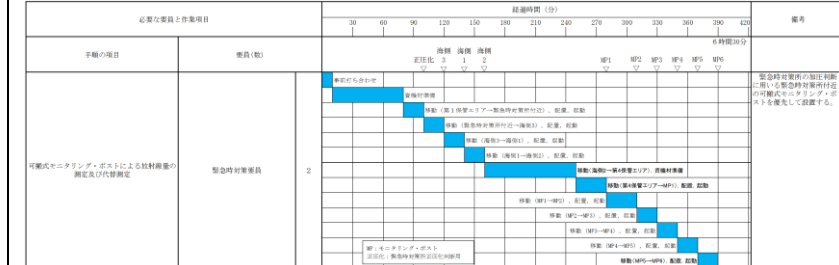 必要な要員と作業項目
経過時間（分）
備考
30 60 90 120 150 180 210 240 270 300 330 360 390 420
手順の項目
要員(数)
6時間30分
海側 海側 海側
正圧化 3 1 2
▽ ▽ ▽ ▽
MP1 MP2 MP3 MP4 MP5 MP6
▽ ▽ ▽ ▽ ▽ ▽
可搬式モニタリング・ポストによる放射線量の
測定及び代替測定
緊急時対策要員
2
事前打ち合わせ
資機材準備
移動（第１保管エリア→緊急時対策所付近），配置，起動
移動（緊急時対策所付近→海側3），配置，起動
移動（海側3→海側1），配置，起動
移動（海側1→海側2），配置，起動
移動（海側2→第4保管エリア），資機材準備
移動（第4保管エリア→MP1），配置，起動
移動（MP1→MP2），配置，起動
移動（MP2→MP3），配置，起動
移動（MP3→MP4），配置，起動
移動（MP4→MP5），配置，起動
移動（MP5→MP6），配置，起動
MP：モニタリング・ポスト
正圧化：緊急時対策所正圧化判断用
緊急時対策所の加圧判断
に用いる緊急時対策所付近
の可搬式モニタリング・ポ
ストを優先して設置する。